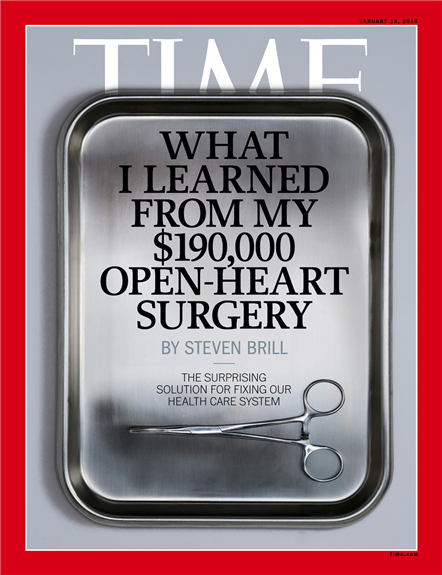 JANUARY 19, 2015
TIME
WHAT
I LEARNED
FROM MY
$190,000
OPEN-HEART
SURGERY
BY STEVEN BRILL
THE SURPRISING
SOLUTION FOR FIXING OUR
HEALTH CARE SYSTEM
time.com